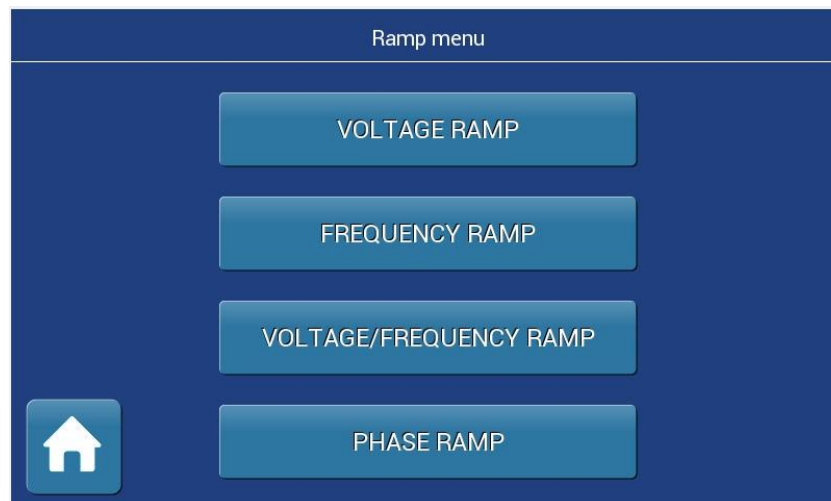 Ramp menu
VOLTAGE RAMP
FREQUENCY RAMP
VOLTAGE/FREQUENCY RAMP
PHASE RAMP